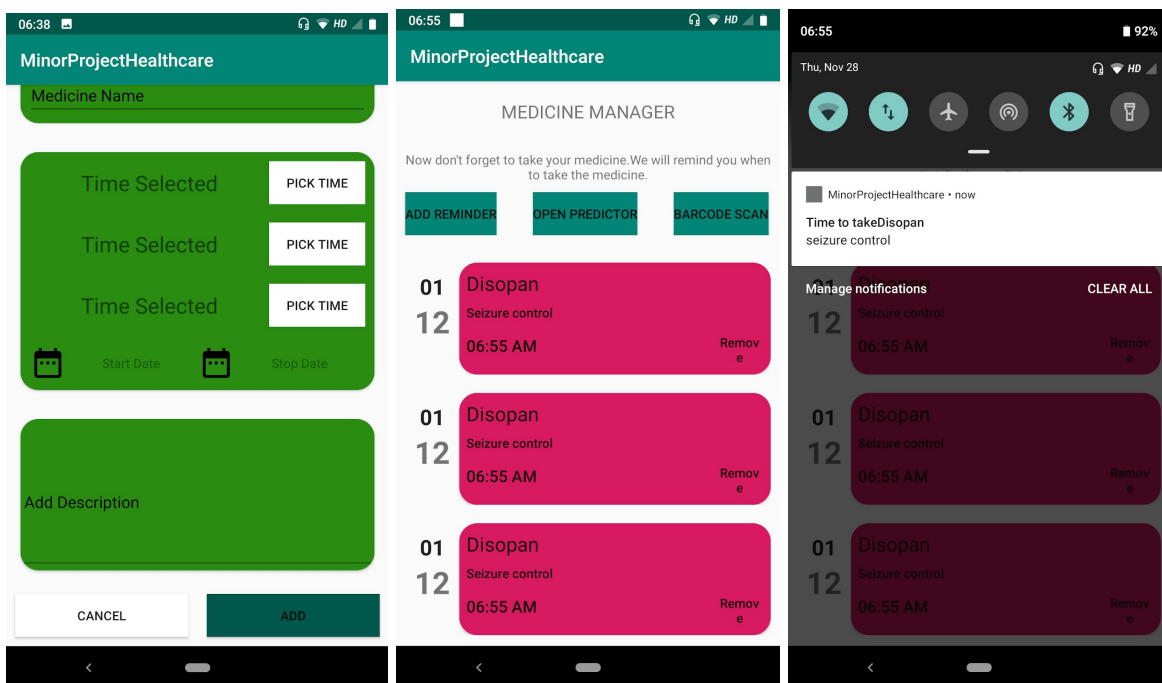 06:38
HD
MinorProjectHealthcare
Medicine Name
Time Selected
PICK TIME
Time Selected
PICK TIME
Time Selected
PICK TIME
Start Date
Stop Date
Add Description
CANCEL
ADD
06:55
HD
MinorProjectHealthcare
MEDICINE MANAGER
Now don't forget to take your medicine.We will remind you when
to take the medicine.
ADD REMINDER
OPEN PREDICTOR
BARCODE SCAN
01
12
Disopan
Seizure control
06:55 AM
Remov
e
01
12
Disopan
Seizure control
06:55 AM
Remov
e
01
12
Disopan
Seizure control
06:55 AM
Remov
e
06:55
92%
Thu, Nov 28
HD
MinorProjectHealthcare • now
Time to takeDisopan
seizure control
Manage notifications
CLEAR ALL
01
12
Disopan
Seizure control
06:55 AM
Remov
e
01
12
Disopan
Seizure control
06:55 AM
Remov
e
01
12
Disopan
Seizure control
06:55 AM
Remov
e